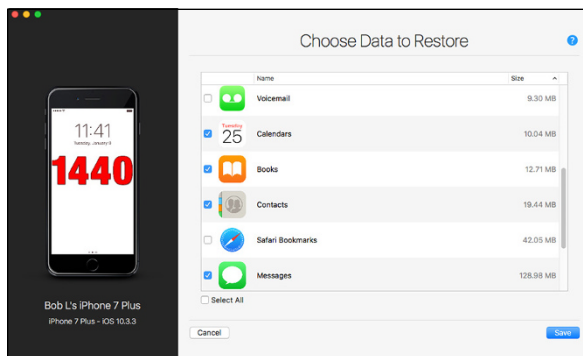 Choose Data to Restore
?
Name Size
Voicemail 9.30 MB
Tuesday
25
Calendars 10.04 MB
Books 12.71 MB
Contacts 19.44 MB
Safari Bookmarks 42.05 MB
Messages 128.98 MB
Select All
Cancel Save
11:41
Tuesday, January 9
1440
Bob L's iPhone 7 Plus
iPhone 7 Plus - iOS 10.3.3